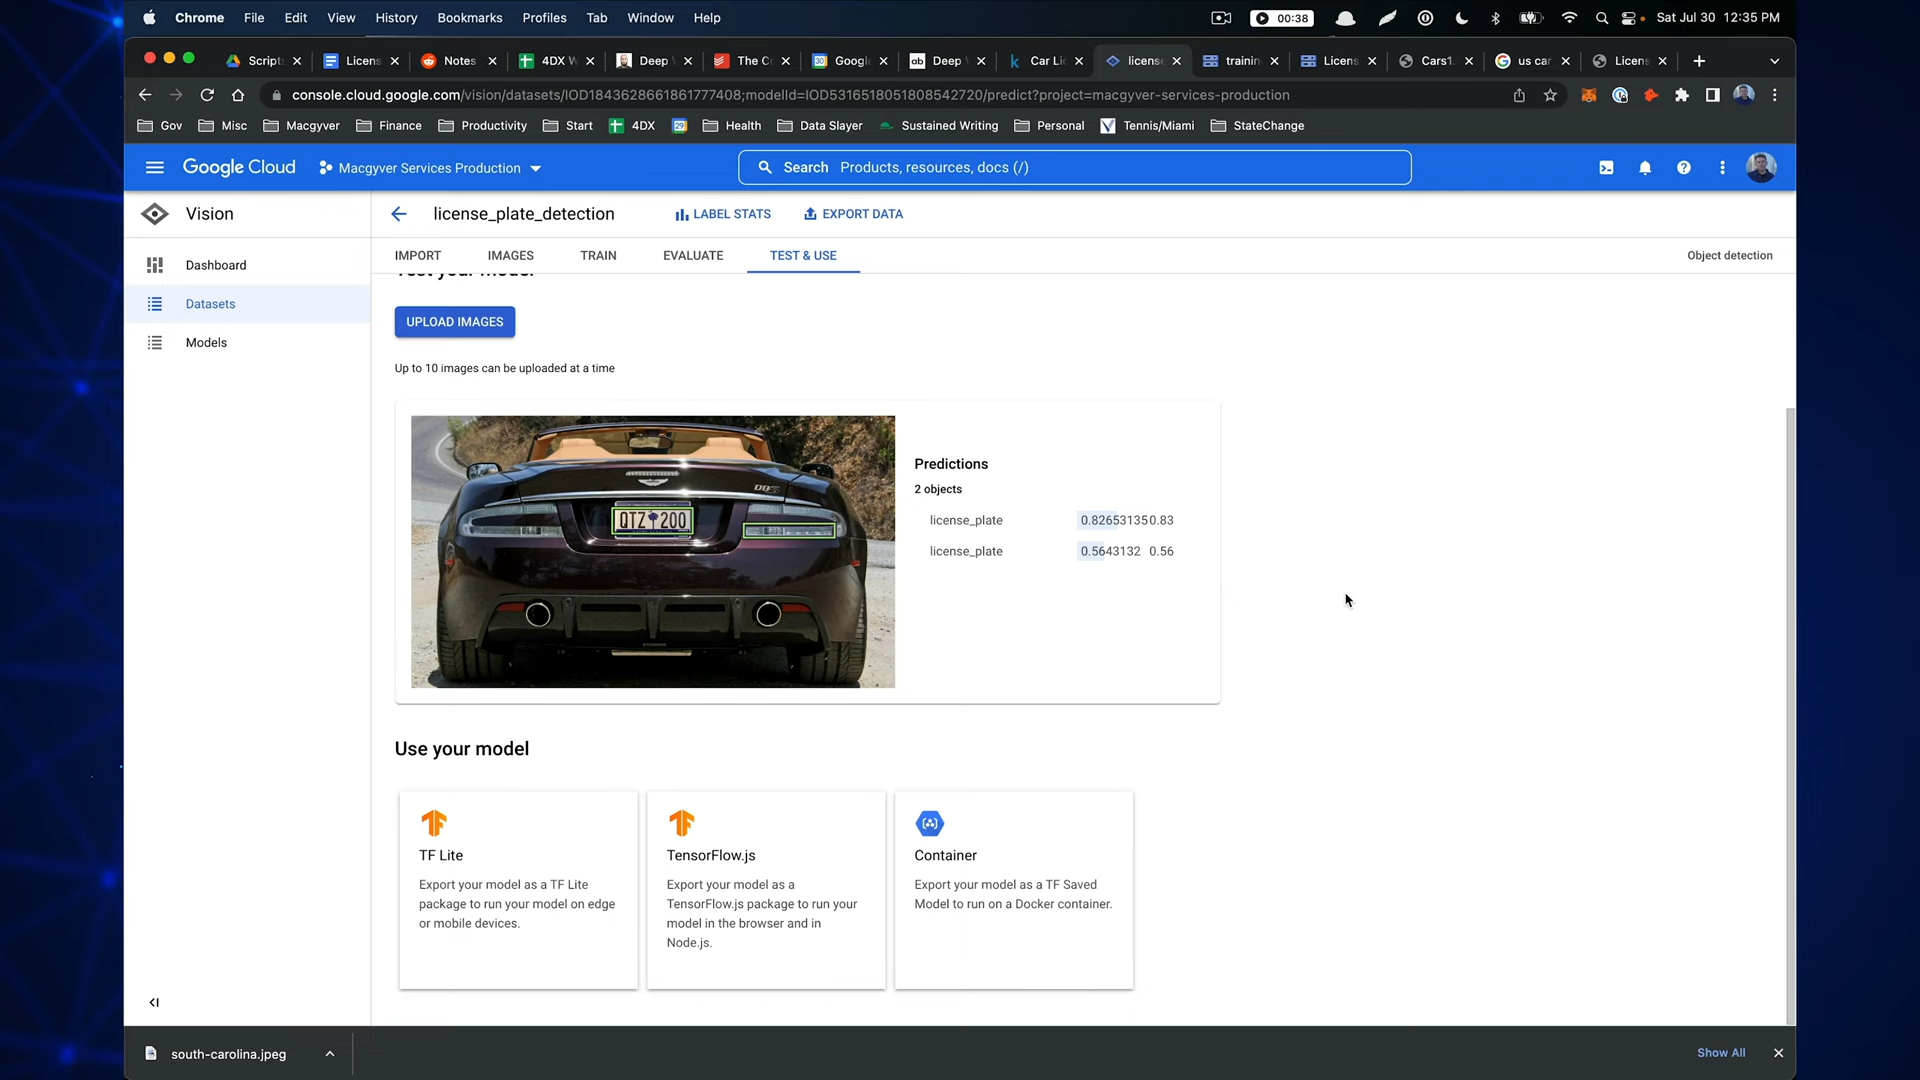 Chrome File Edit View History Bookmarks Profiles Tab Window Help 00:38 Sat Jul 30 12:35 PM
Script Licens Notes 4DX W Deep The Co Google Deep Car Li licens trainin Licens Cars1. us car Licens
console.cloud.google.com/vision/datasets/IOD1843628661861777408;modelId=IOD5316518051808542720/predict?project=macgyver-services-production
Gov Misc Macgyver Finance Productivity Start 4DX Health Data Slayer Sustained Writing Personal Tennis/Miami StateChange
Google Cloud Macgyver Services Production Search Products, resources, docs (/)
Vision license_plate_detection LABEL STATS EXPORT DATA
IMPORT IMAGES TRAIN EVALUATE TEST & USE Object detection
Dashboard
Datasets
Models
Test your model
UPLOAD IMAGES
Up to 10 images can be uploaded at a time
QTZ 200
DBS
Predictions
2 objects
license_plate 0.82653135 0.83
license_plate 0.5643132 0.56
Use your model
TF Lite
Export your model as a TF Lite
package to run your model on edge
or mobile devices.
TensorFlow.js
Export your model as a
TensorFlow.js package to run your
model in the browser and in
Node.js.
Container
Export your model as a TF Saved
Model to run on a Docker container.
south-carolina.jpeg Show All